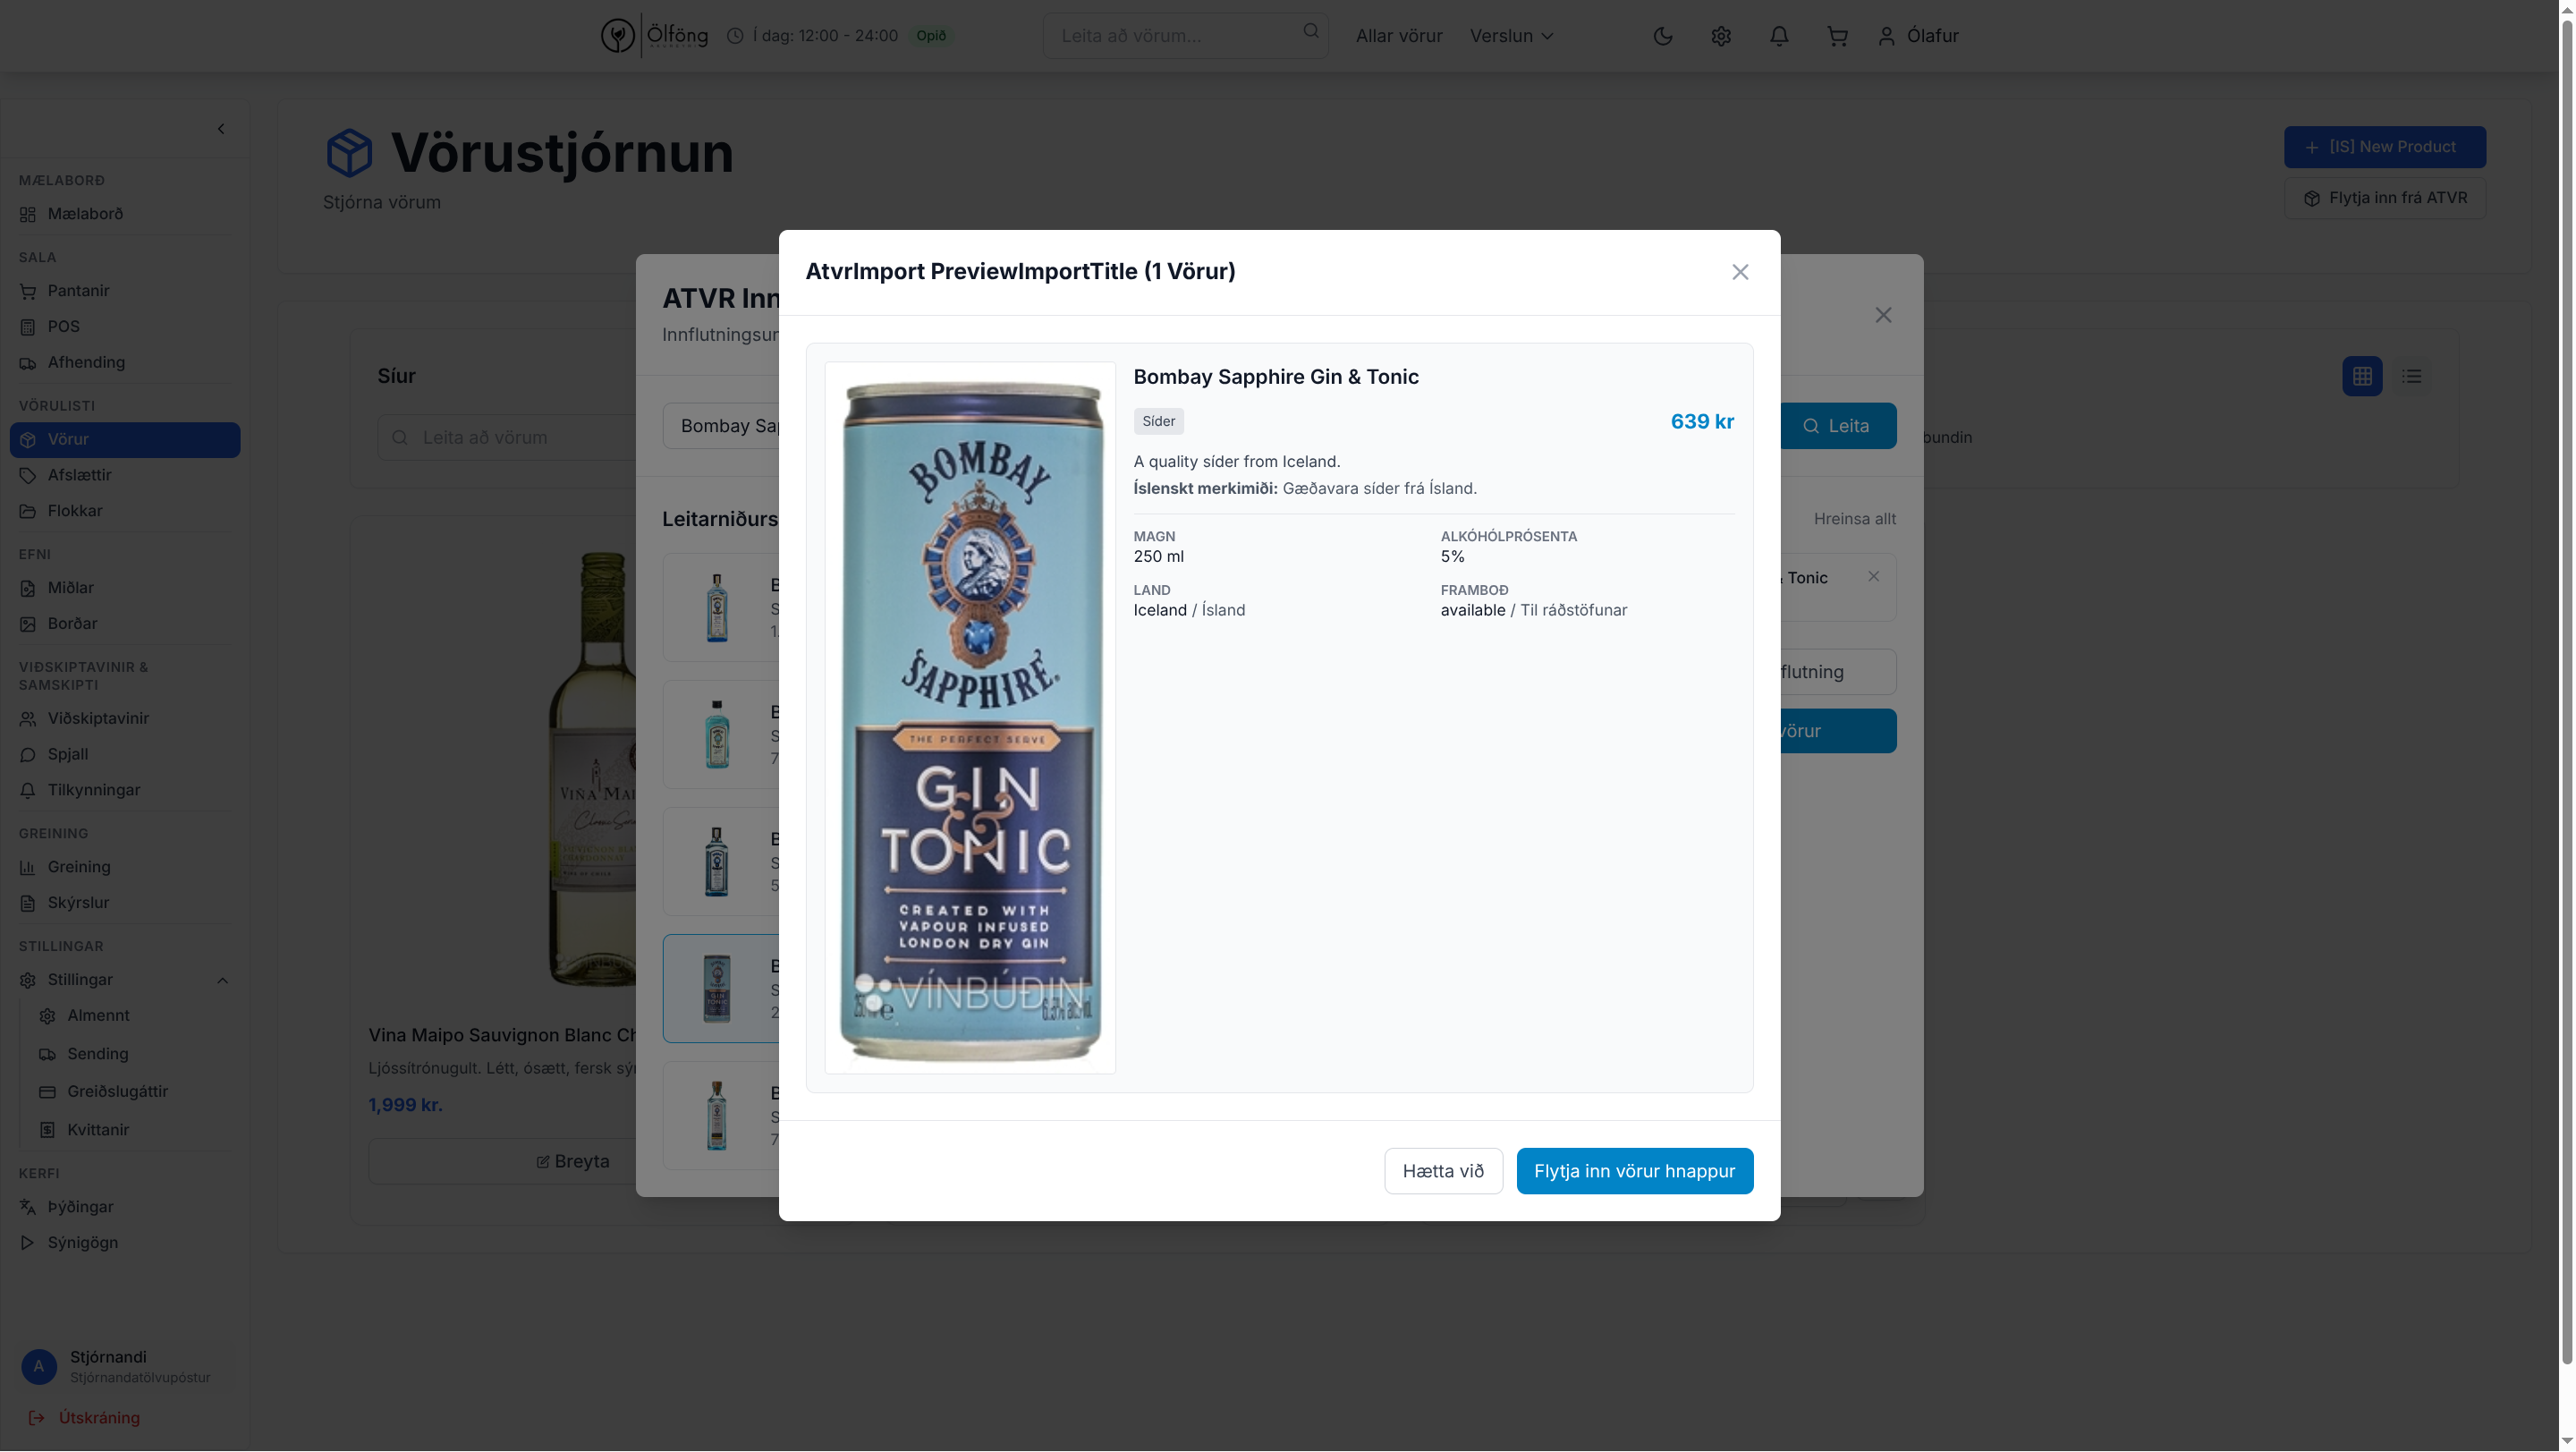 Ölföng
Í dag: 12:00 - 24:00
Opið
Leita að vörum...
Allar vörur
Verslun
Ólafur
MÆLABORÐ
Mælaborð
SALA
Pantanir
POS
Afhending
VÖRULISTI
Vörur
Afslættir
Flokkar
EFNI
Miðlar
Borðar
VIÐSKIPTAVINIR &
SAMSKIPTI
Viðskiptavinir
Spjall
Tilkynningar
GREINING
Greining
Skýrslur
STILLINGAR
Stillingar
Almennt
Sending
Greiðslugáttir
Kvittanir
KERFI
Þýðingar
Sýnigögn
A
Stjórnandi
Stjórnandatölvupóstur
Útskráning
Vörustjórnun
Stjórna vörum
[IS] New Product
Flytja inn frá ATVR
Síur
Leita að vörum
bundin
Vina Maipo Sauvignon Blanc Ch
Ljóssítrónugult. Létt, ósætt, fersk sýr
1,999 kr.
Breyta
ATVR Inn
Innflutningsur
Bombay Sap
Leita
Leitarniðurs
Hreinsa allt
& Tonic
flutning
vörur
AtvrImport PreviewImportTitle (1 Vörur)
BOMBAY
SAPPHIRE
THE PERFECT SERVE
GIN
&
TONIC
CREATED WITH
VAPOUR INFUSED
LONDON DRY GIN
VÍNBÚÐIN
Bombay Sapphire Gin & Tonic
Síder
639 kr
A quality síder from Iceland.
Íslenskt merkimiði: Gæðavara síder frá Ísland.
MAGN
250 ml
ALKÓHÓLPRÓSENTA
5%
LAND
Iceland / Ísland
FRAMBOÐ
available / Til ráðstöfunar
Hætta við
Flytja inn vörur hnappur